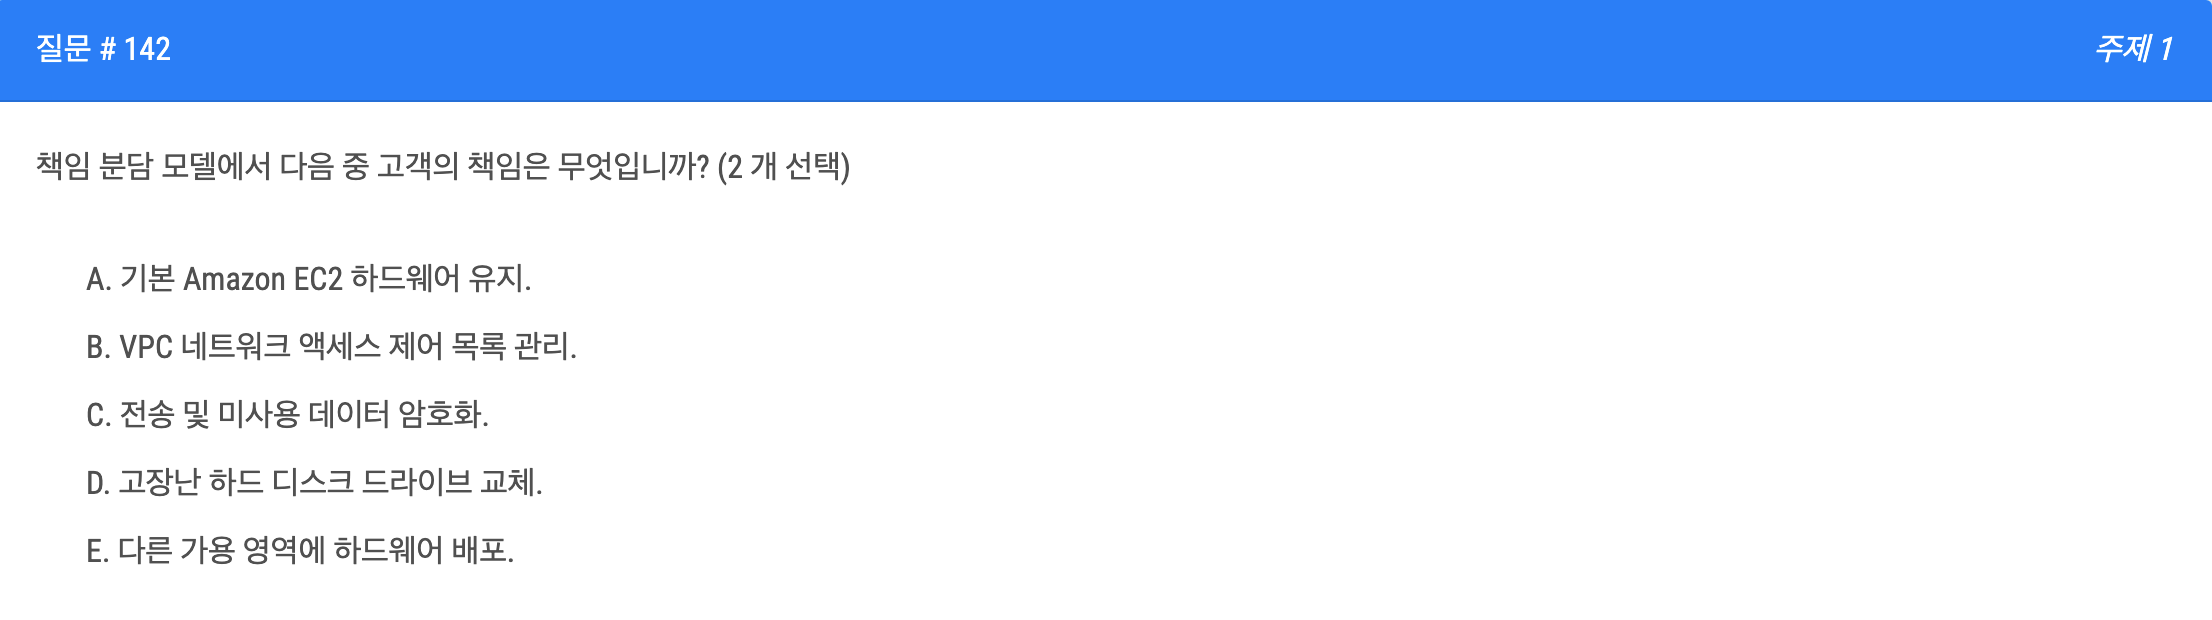 질문 # 142
주제 1
책임 분담 모델에서 다음 중 고객의 책임은 무엇입니까? (2 개 선택)
A. 기본 Amazon EC2 하드웨어 유지.
B. VPC 네트워크 액세스 제어 목록 관리.
C. 전송 및 미사용 데이터 암호화.
D. 고장난 하드 디스크 드라이브 교체.
E. 다른 가용 영역에 하드웨어 배포.